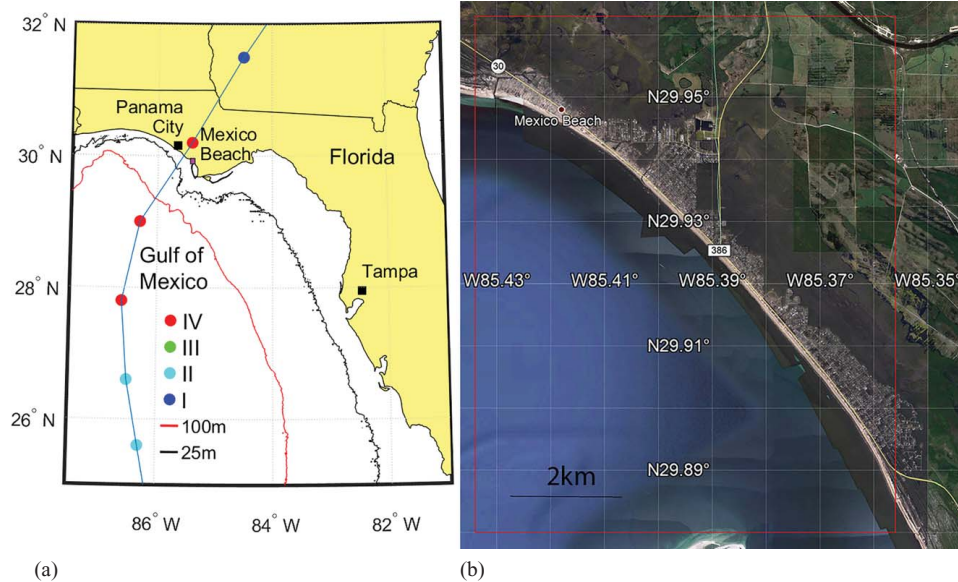 32° N
30° N
28° N
26° N
86° W
84° W
82° W
Panama
City
Mexico
Beach
Florida
Gulf of
Mexico
Tampa
IV
III
II
I
100m
25m
(a)
30
N29.95°
Mexico Beach
N29.93°
386
W85.43°
W85.41°
W85.39°
W85.37°
W85.35°
N29.91°
N29.89°
2km
(b)